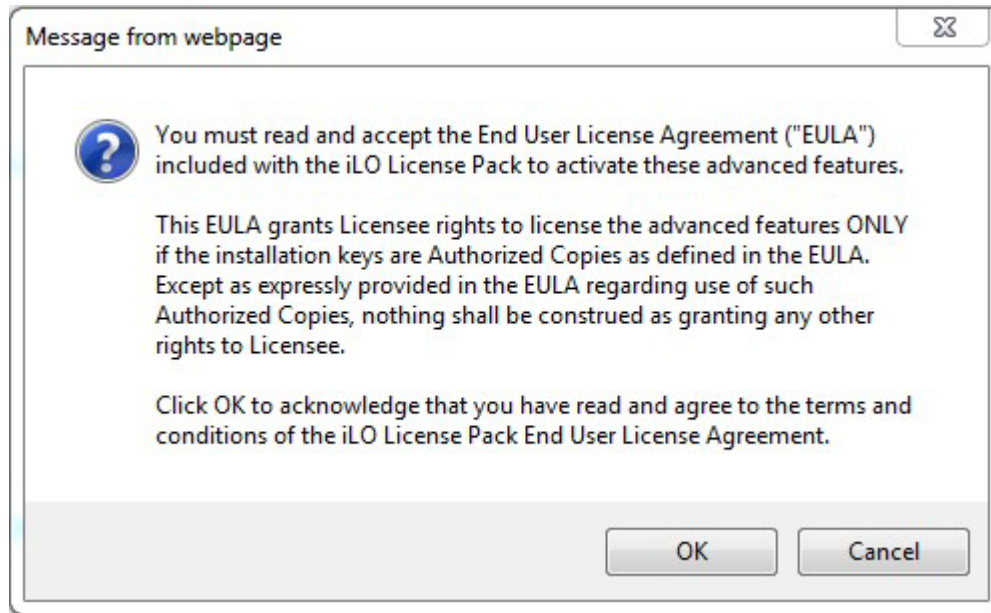 Message from webpage
You must read and accept the End User License Agreement ("EULA")
included with the iLO License Pack to activate these advanced features.
This EULA grants Licensee rights to license the advanced features ONLY
if the installation keys are Authorized Copies as defined in the EULA.
Except as expressly provided in the EULA regarding use of such
Authorized Copies, nothing shall be construed as granting any other
rights to Licensee.
Click OK to acknowledge that you have read and agree to the terms and
conditions of the iLO License Pack End User License Agreement.
OK
Cancel